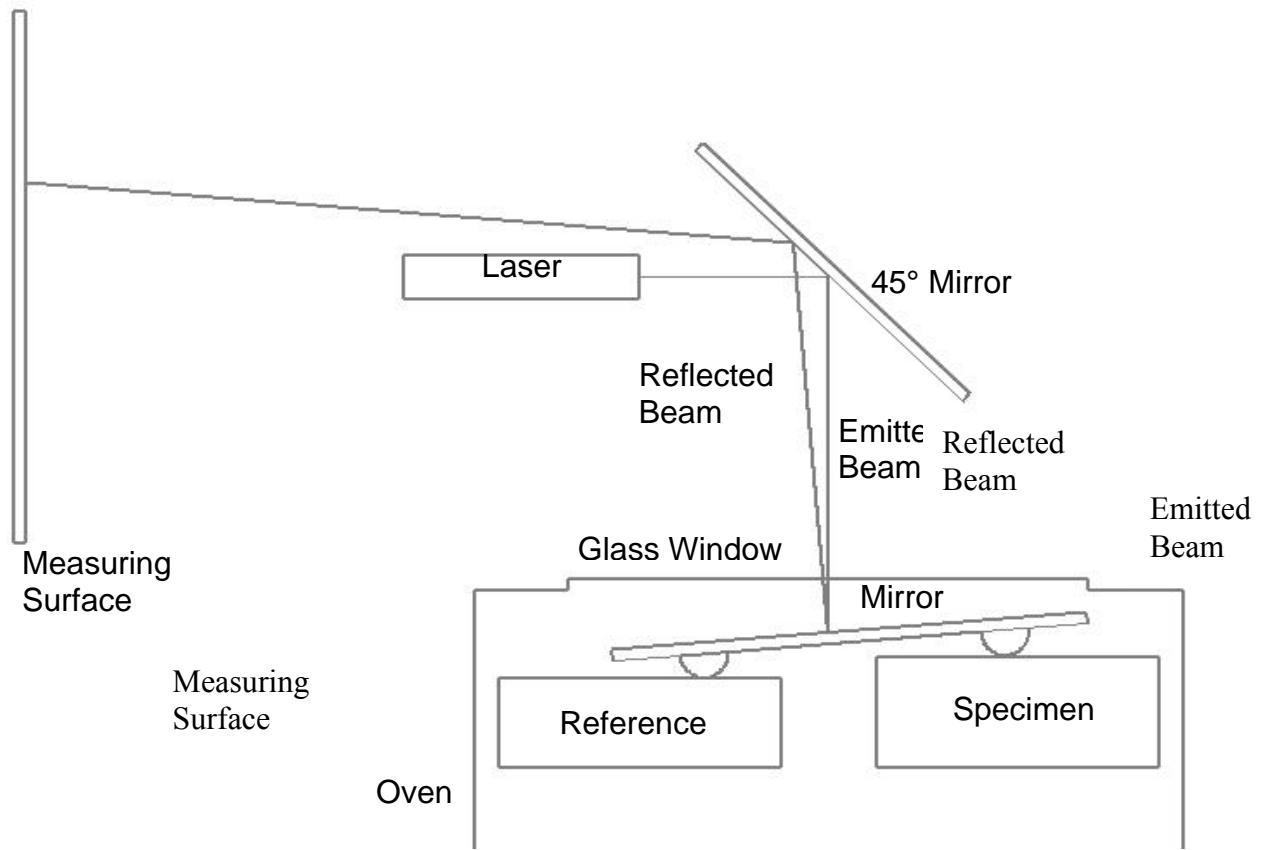 Laser
45° Mirror
Reflected
Beam
Emitte
Beam
Reflected
Beam
Emitted
Beam
Glass Window
Measuring
Surface
Mirror
Measuring
Surface
Reference
Specimen
Oven